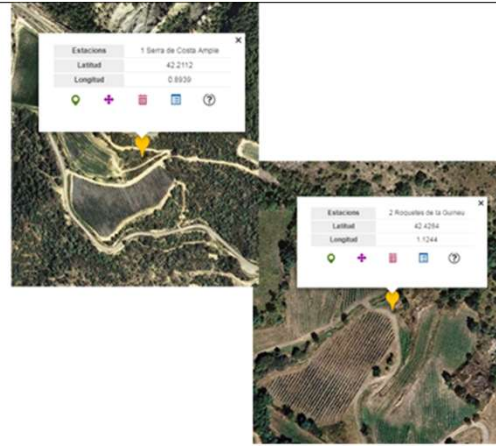 Estacions 1 Serra de Costa Ample
Latitud 42.2112
Longitud 0.8939
Estacions 2 Roquetes de la Guineu
Latitud 42.4284
Longitud 1.1244